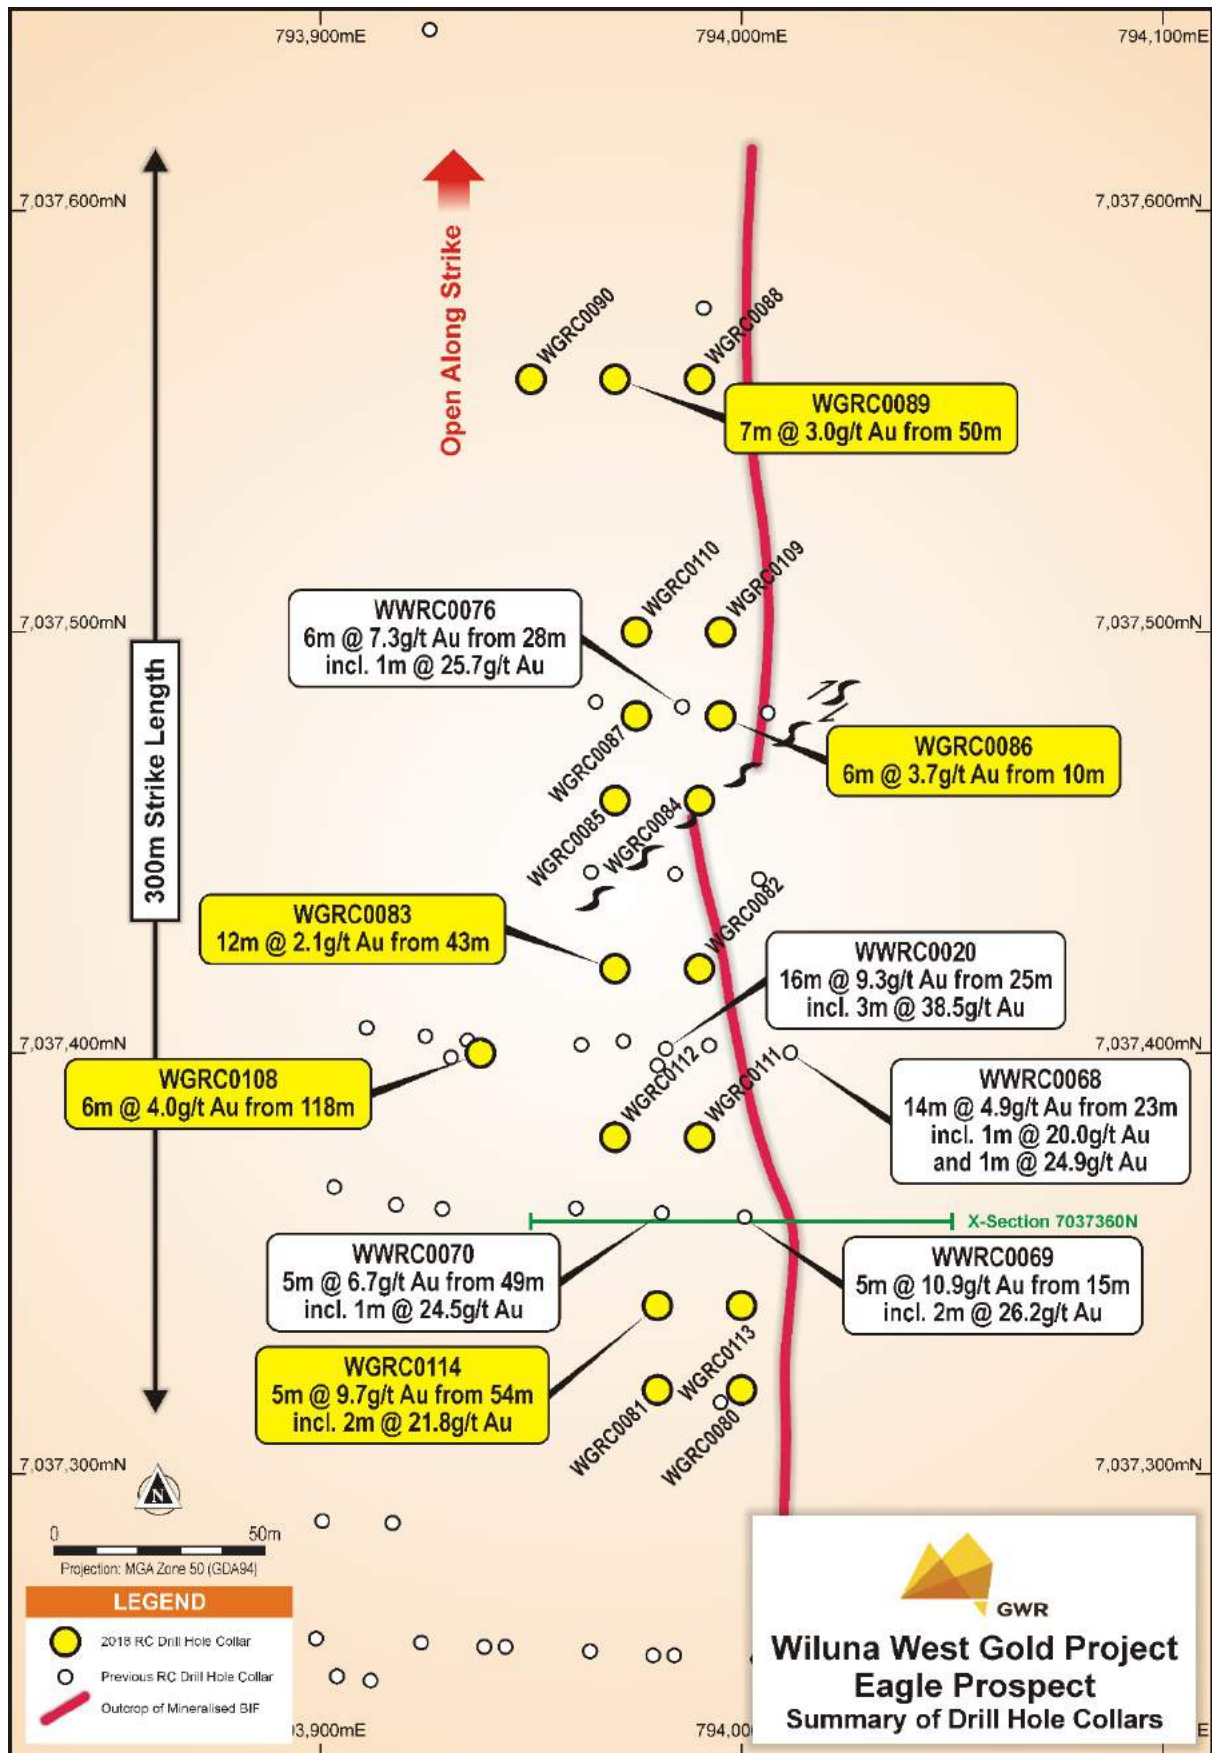 793,900mE
794,000mE
794,100mE
7,037,600mN
7,037,600mN
Open Along Strike
WGRC0090
WGRC0088
WGRC0089
7m @ 3.0g/t Au from 50m
WGRC0110
WGRC0109
7,037,500mN
7,037,500mN
WWRC0076
6m @ 7.3g/t Au from 28m
incl. 1m @ 25.7g/t Au
300m Strike Length
WGRC0087
WGRC0086
6m @ 3.7g/t Au from 10m
WGRC0085
WGRC0084
WGRC0083
12m @ 2.1g/t Au from 43m
WGRC0082
WWRC0020
16m @ 9.3g/t Au from 25m
incl. 3m @ 38.5g/t Au
7,037,400mN
7,037,400mN
WGRC0108
6m @ 4.0g/t Au from 118m
WGRC0112
WGRC0111
WWRC0068
14m @ 4.9g/t Au from 23m
incl. 1m @ 20.0g/t Au
and 1m @ 24.9g/t Au
X-Section 7037360N
WWRC0070
5m @ 6.7g/t Au from 49m
incl. 1m @ 24.5g/t Au
WWRC0069
5m @ 10.9g/t Au from 15m
incl. 2m @ 26.2g/t Au
WGRC0114
5m @ 9.7g/t Au from 54m
incl. 2m @ 21.8g/t Au
WGRC0113
WGRC0081
WGRC0080
7,037,300mN
7,037,300mN
N
0 50m
Projection: MGA Zone 50 (GDA94)
LEGEND
2018 RC Drill Hole Collar
Previous RC Drill Hole Collar
Outcrop of Mineralised BIF
GWR
Wiluna West Gold Project
Eagle Prospect
Summary of Drill Hole Collars
3,900mE
794,00
E